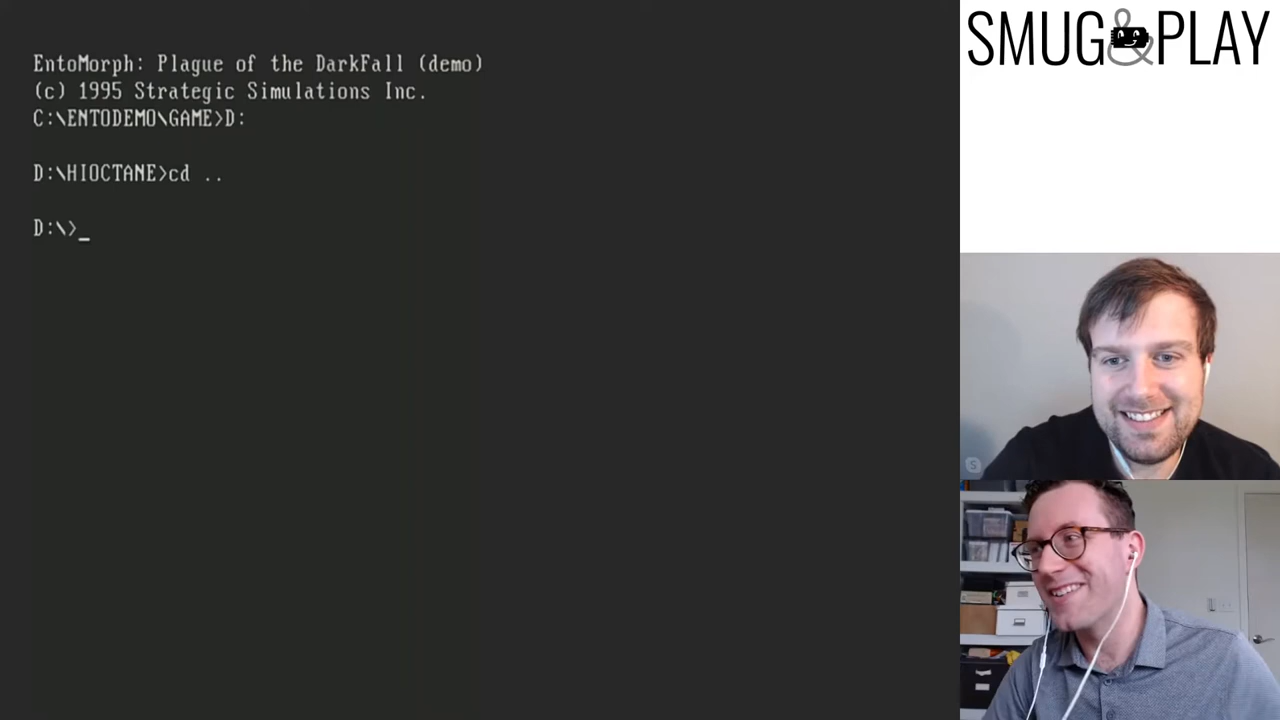 EntoMorph: Plague of the DarkFall (demo)
(c) 1995 Strategic Simulations Inc.
C:\ENTODEMO\GAME>D:
D:\HIOCTANE>cd ..
D:\>_
SMUG & PLAY
S